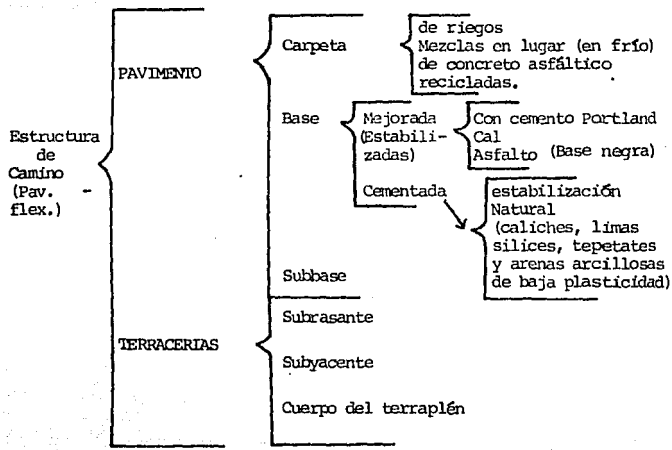 Estructura
de
Camino
(Pav. -
flex.)
PAVIMENTO
Carpeta
de riegos
Mezclas en lugar (en frío)
de concreto asfáltico
recicladas.
Base
Mejorada
(Estabili-
zadas)
Con cemento Portland
Cal
Asfalto (Base negra)
Cementada
estabilización
Natural
(caliches, limas
silices, tepetates
y arenas arcillosas
de baja plasticidad)
Subbase
TERRACERIAS
Subrasante
Subyacente
Cuerpo del terraplén